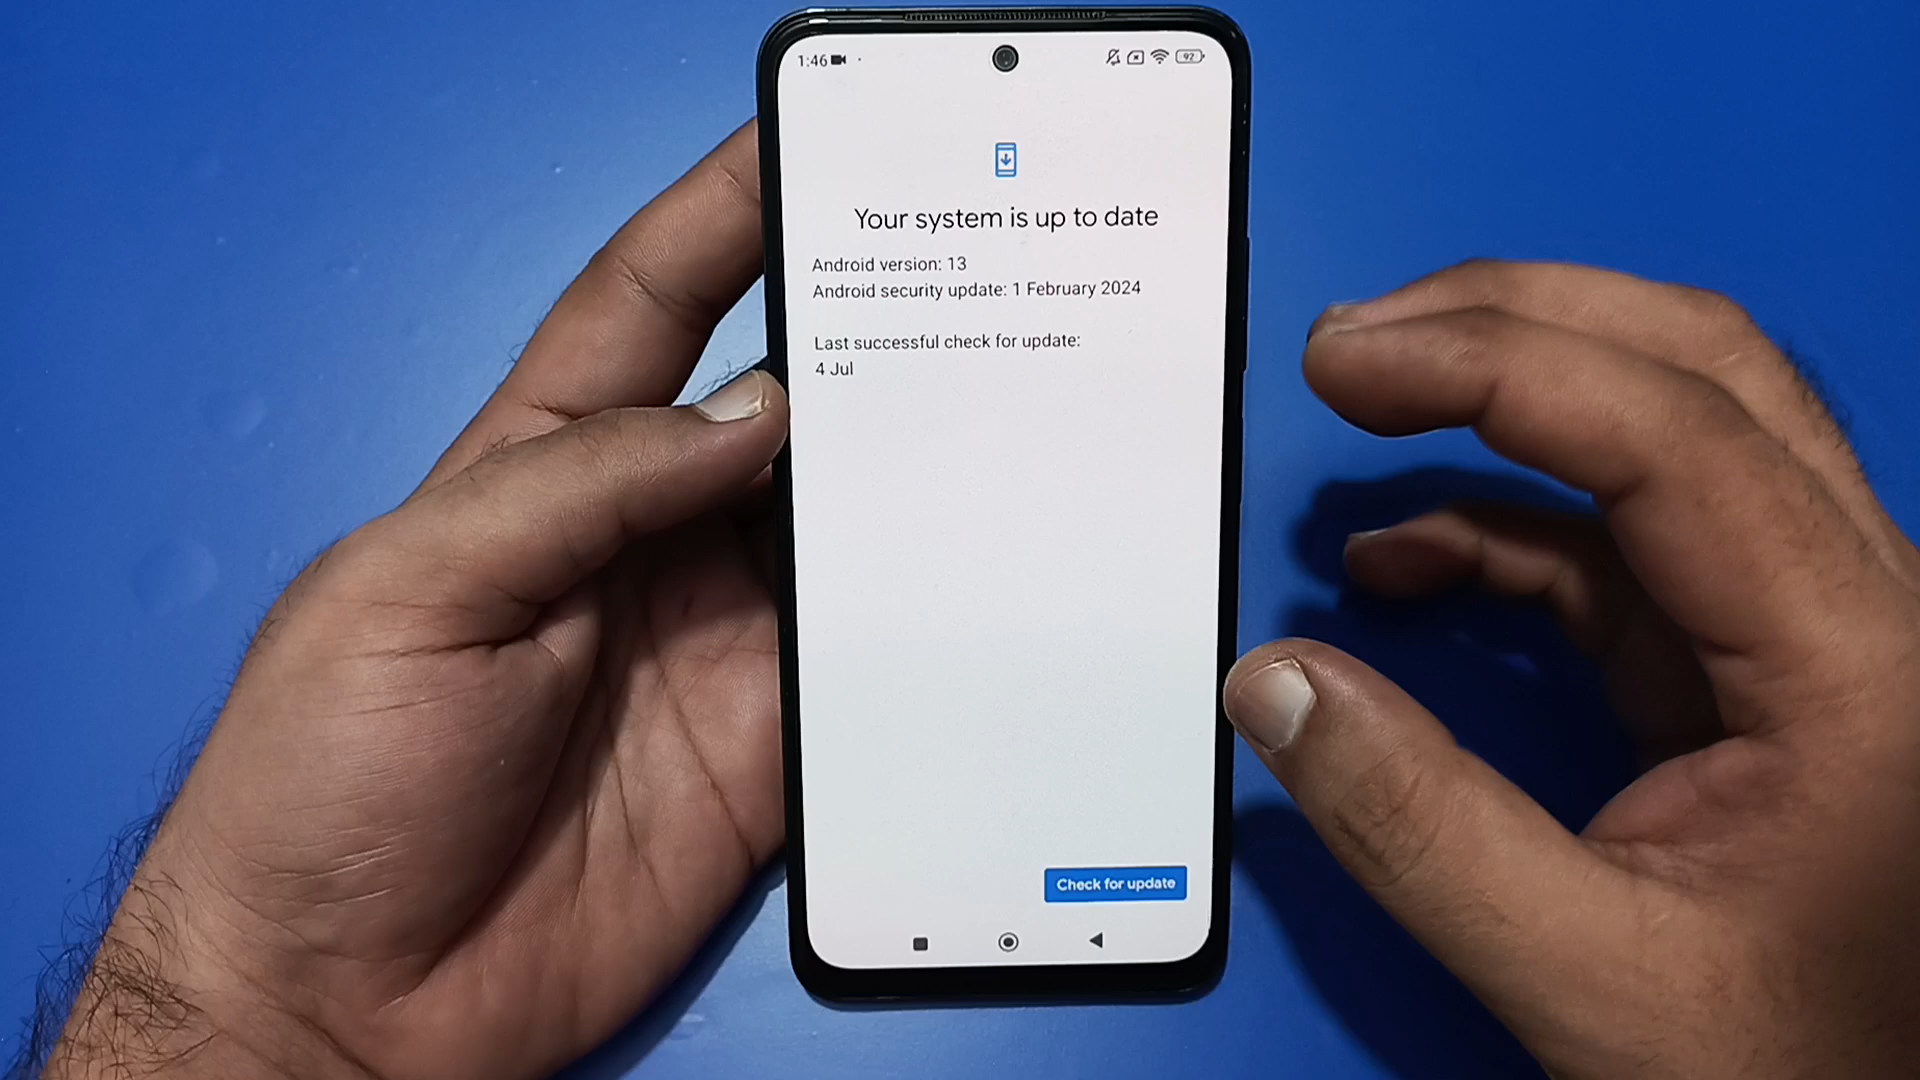 1:46
92
Your system is up to date
Android version: 13
Android security update: 1 February 2024
Last successful check for update:
4 Jul
Check for update